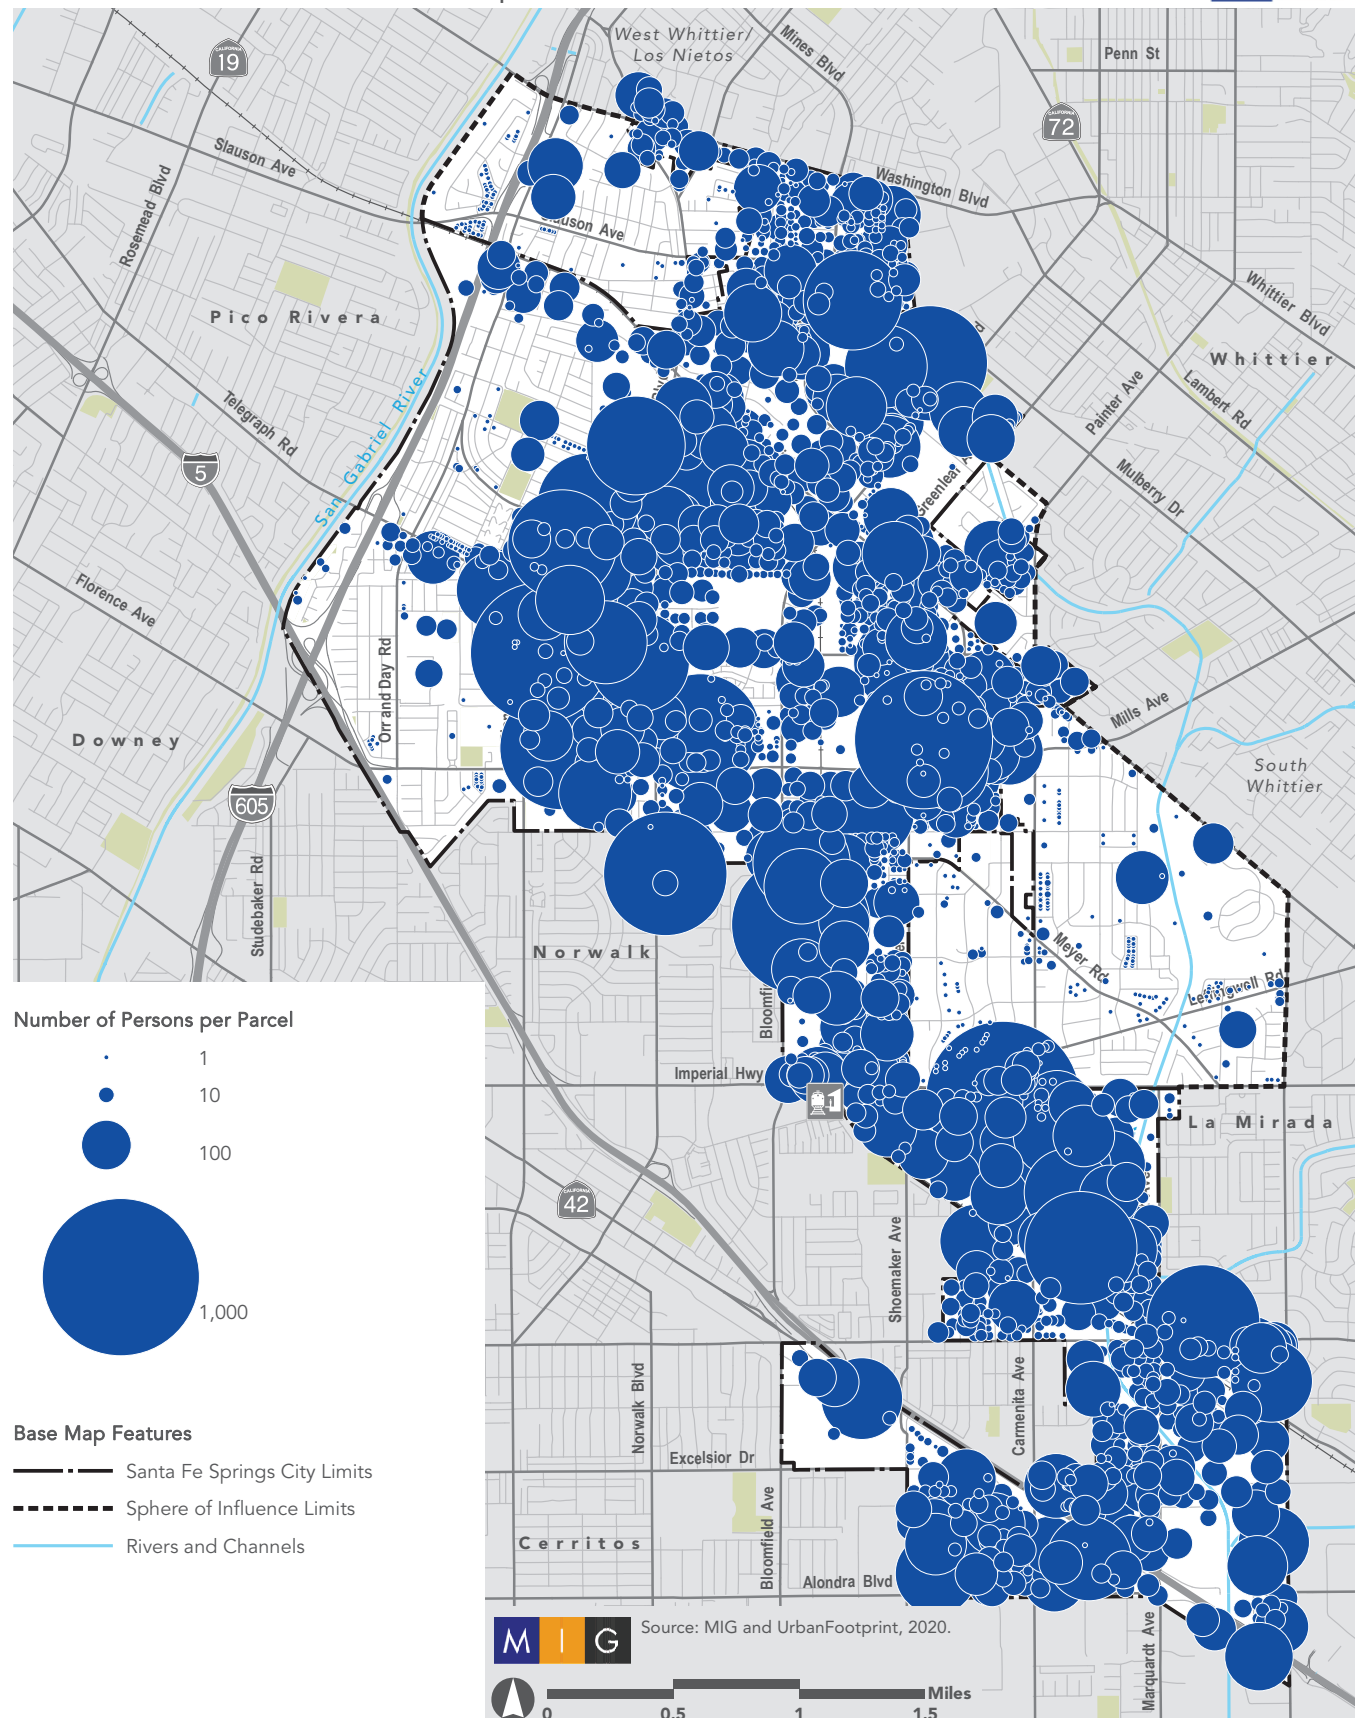 West Whittier/
Los Nietos
Mines Blvd
Penn St
19
72
Slauson Ave
Washington Blvd
Rosemead Blvd
Slauson Ave
Whittier Blvd
Pico Rivera
Whittier
Lambert Rd
Painter Ave
Telegraph Rd
San Gabriel River
5
Mulberry Dr
Greenleaf
Florence Ave
Orr and Day Rd
Mills Ave
Downey
South
Whittier
605
Studebaker Rd
Norwalk
Meyer Rd
Leffingwell Rd
Number of Persons per Parcel
1
10
100
1,000
Imperial Hwy
La Mirada
42
Shoemaker Ave
Norwalk Blvd
Carmenita Ave
Base Map Features
Santa Fe Springs City Limits
Sphere of Influence Limits
Rivers and Channels
Excelsior Dr
Bloomfield Ave
Cerritos
Alondra Blvd
Marquardt Ave
MIG
Source: MIG and UrbanFootprint, 2020.
Miles
0 0.5 1 1.5